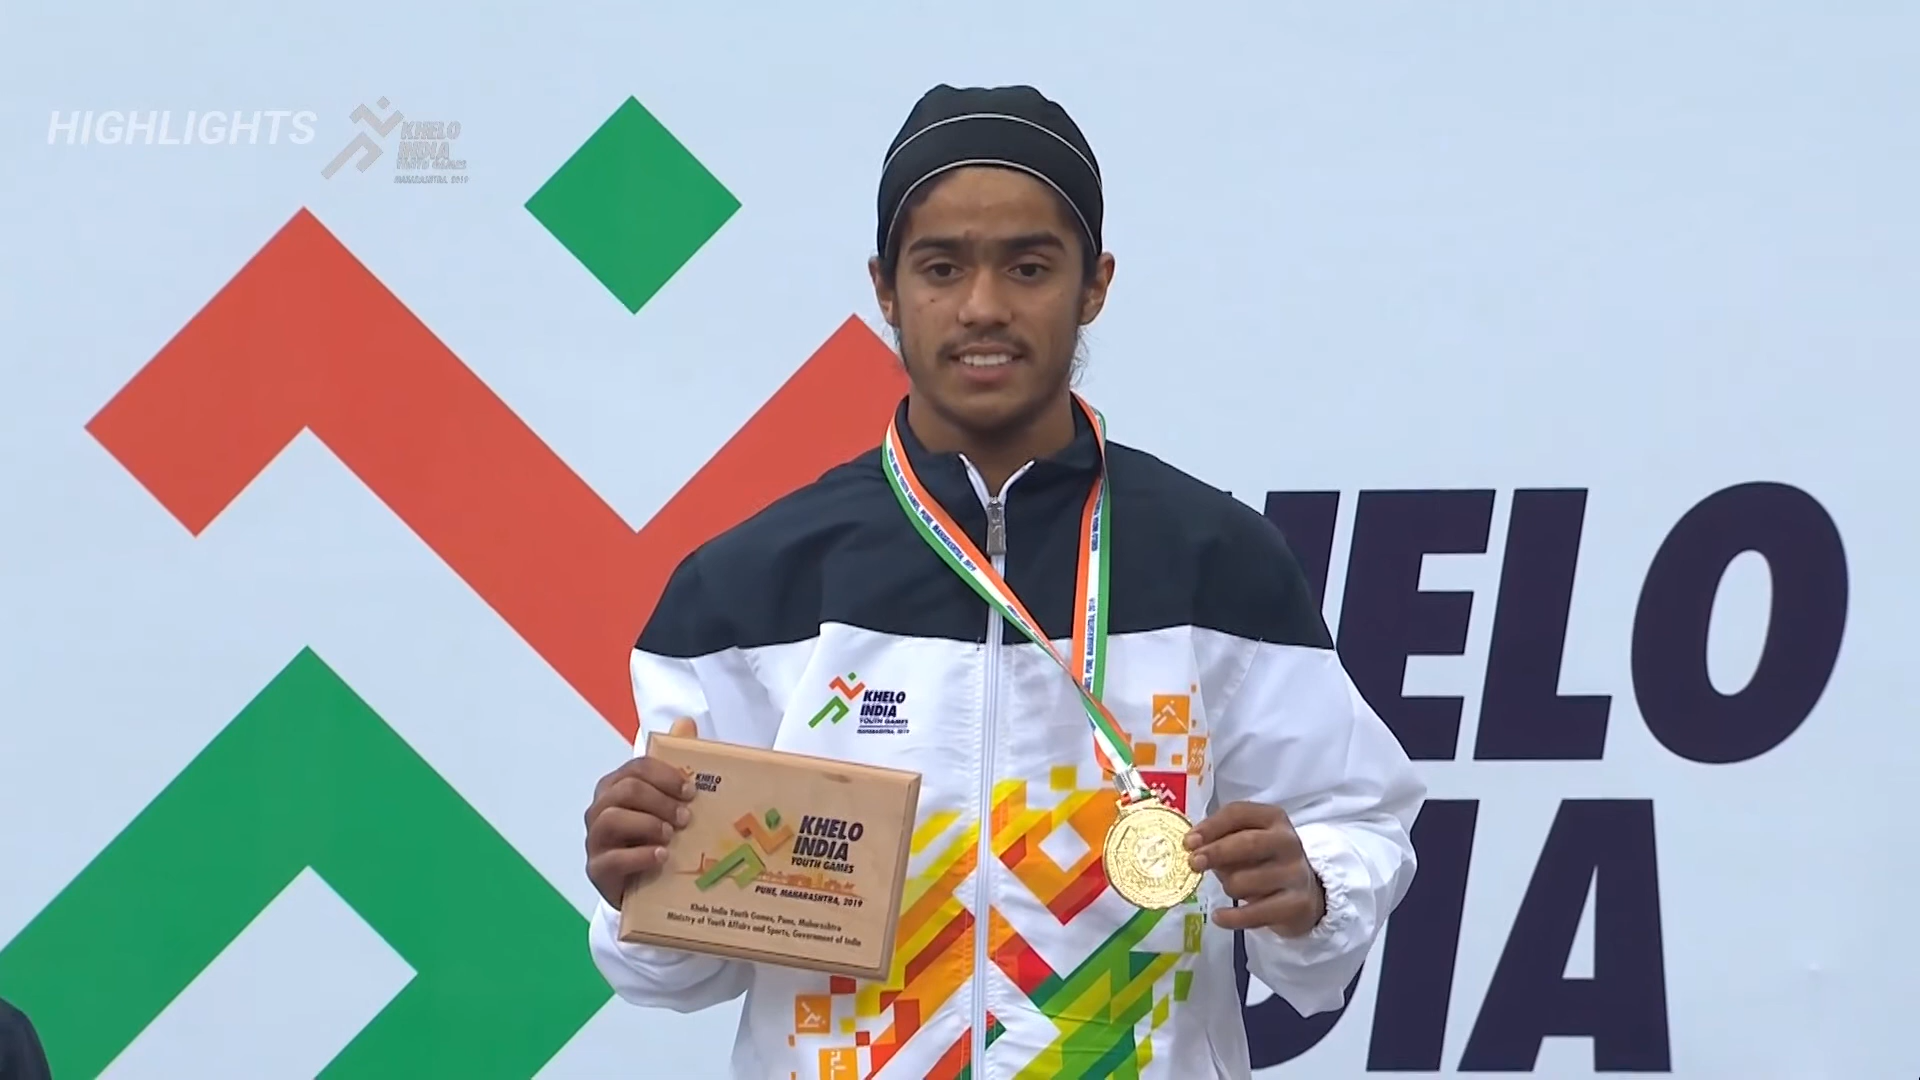 HIGHLIGHTS
KHELO
INDIA
YOUTH GAMES
MAHARASHTRA, 2019
KHELO
INDIA
YOUTH GAMES
MAHARASHTRA, 2019
KHELO
INDIA
KHELO
INDIA
YOUTH GAMES
PUNE, MAHARASHTRA, 2019
Khelo India Youth Games, Pune, Maharashtra
Ministry of Youth Affairs and Sports, Government of India
HELO
DIA